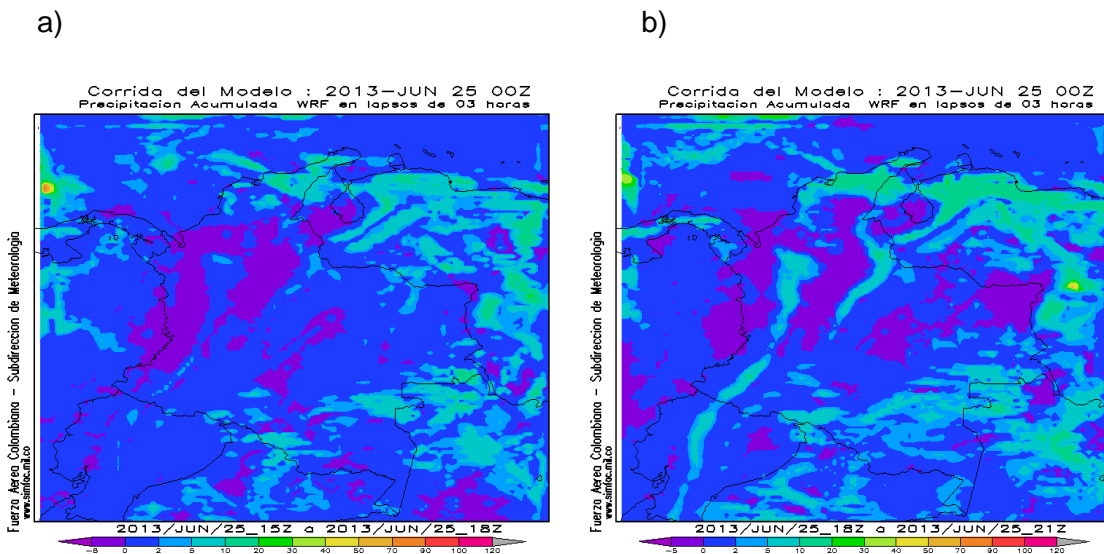 a)
b)
Corrida del Modelo : 2013-JUN 25 00Z
Precipitacion Acumulada WRF en lapsos de 03 horas
Fuerza Aerea Colombiana - Subdireccion de Meteorologia
www.simfac.mil.co
2013/JUN/25_15Z a 2013/JUN/25_18Z
-5 0 2 5 10 20 30 40 50 70 90 100 120
Corrida del Modelo : 2013-JUN 25 00Z
Precipitacion Acumulada WRF en lapsos de 03 horas
Fuerza Aerea Colombiana - Subdireccion de Meteorologia
www.simfac.mil.co
2013/JUN/25_18Z a 2013/JUN/25_21Z
-5 0 2 5 10 20 30 40 50 70 90 100 120